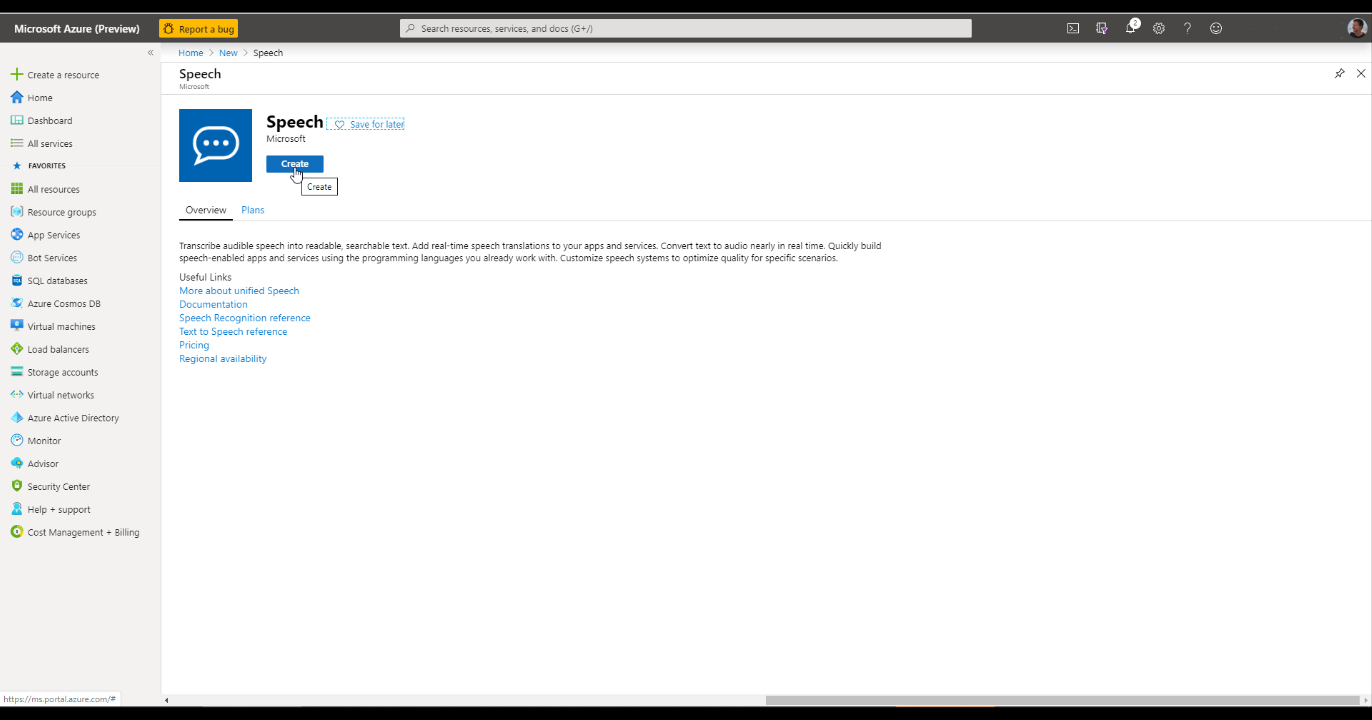 Microsoft Azure (Preview)
Report a bug
Search resources, services, and docs (G+/)
2
?
«
Home > New > Speech
Create a resource
Home
Dashboard
All services
FAVORITES
All resources
Resource groups
App Services
Bot Services
SQL databases
Azure Cosmos DB
Virtual machines
Load balancers
Storage accounts
Virtual networks
Azure Active Directory
Monitor
Advisor
Security Center
Help + support
Cost Management + Billing
Speech
Microsoft
Speech
Save for later
Microsoft
Create
Create
Overview
Plans
Transcribe audible speech into readable, searchable text. Add real-time speech translations to your apps and services. Convert text to audio nearly in real time. Quickly build
speech-enabled apps and services using the programming languages you already work with. Customize speech systems to optimize quality for specific scenarios.
Useful Links
More about unified Speech
Documentation
Speech Recognition reference
Text to Speech reference
Pricing
Regional availability
https://ms.portal.azure.com/#